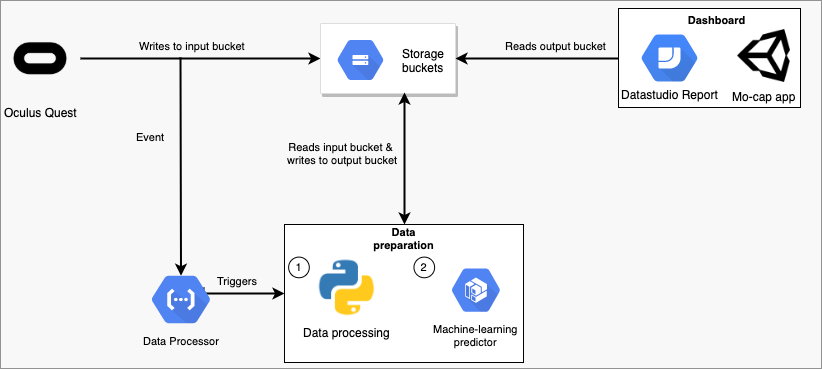 Dashboard
Writes to input bucket
Storage
buckets
Reads output bucket
Datastudio Report
Mo-cap app
Oculus Quest
Event
Reads input bucket &
writes to output bucket
Data
preparation
1
2
Triggers
Data processing
Machine-learning
predictor
Data Processor